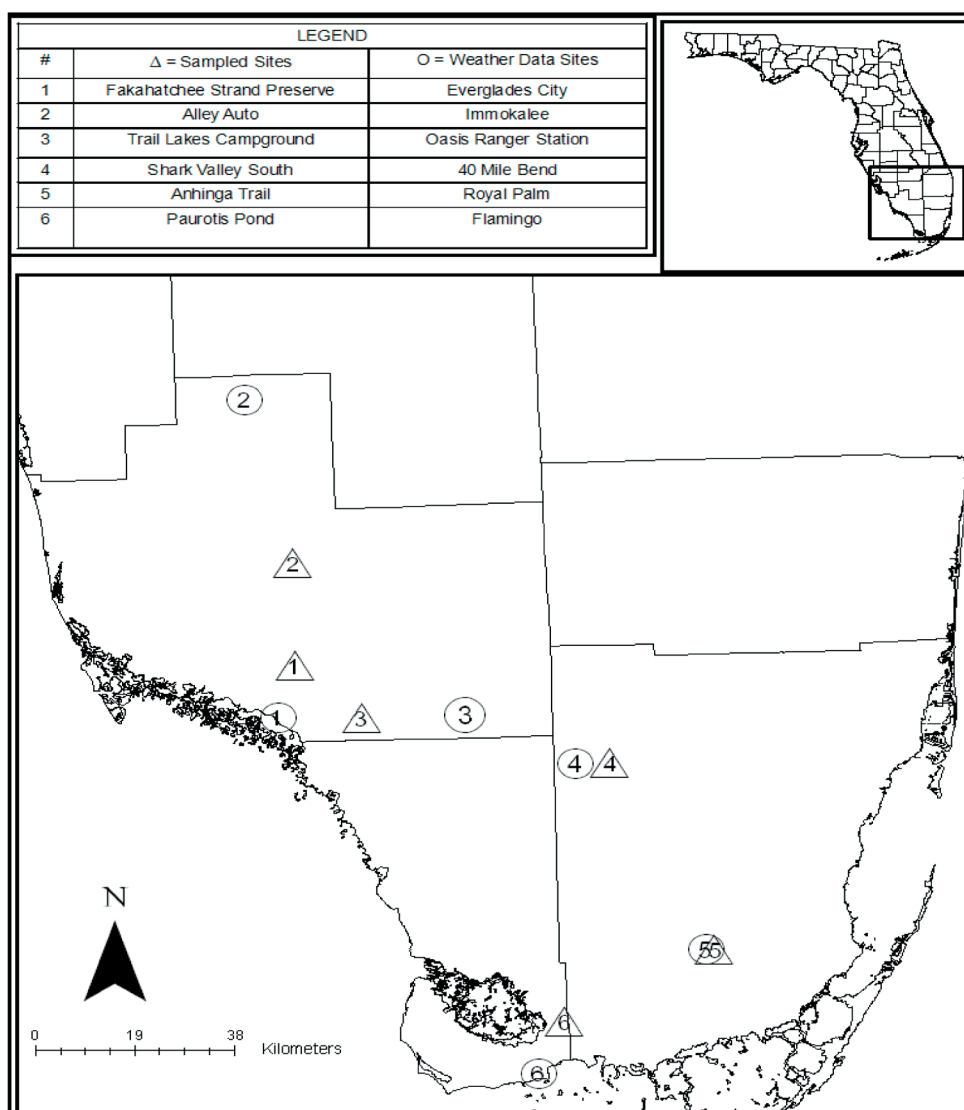 LEGEND
# Δ = Sampled Sites O = Weather Data Sites
1 Fakahatchee Strand Preserve Everglades City
2 Alley Auto Immokalee
3 Trail Lakes Campground Oasis Ranger Station
4 Shark Valley South 40 Mile Bend
5 Anhinga Trail Royal Palm
6 Paurotis Pond Flamingo
2
2
1
1 3 3
4 4
5 5
N
6
0 19 38
Kilometers
6